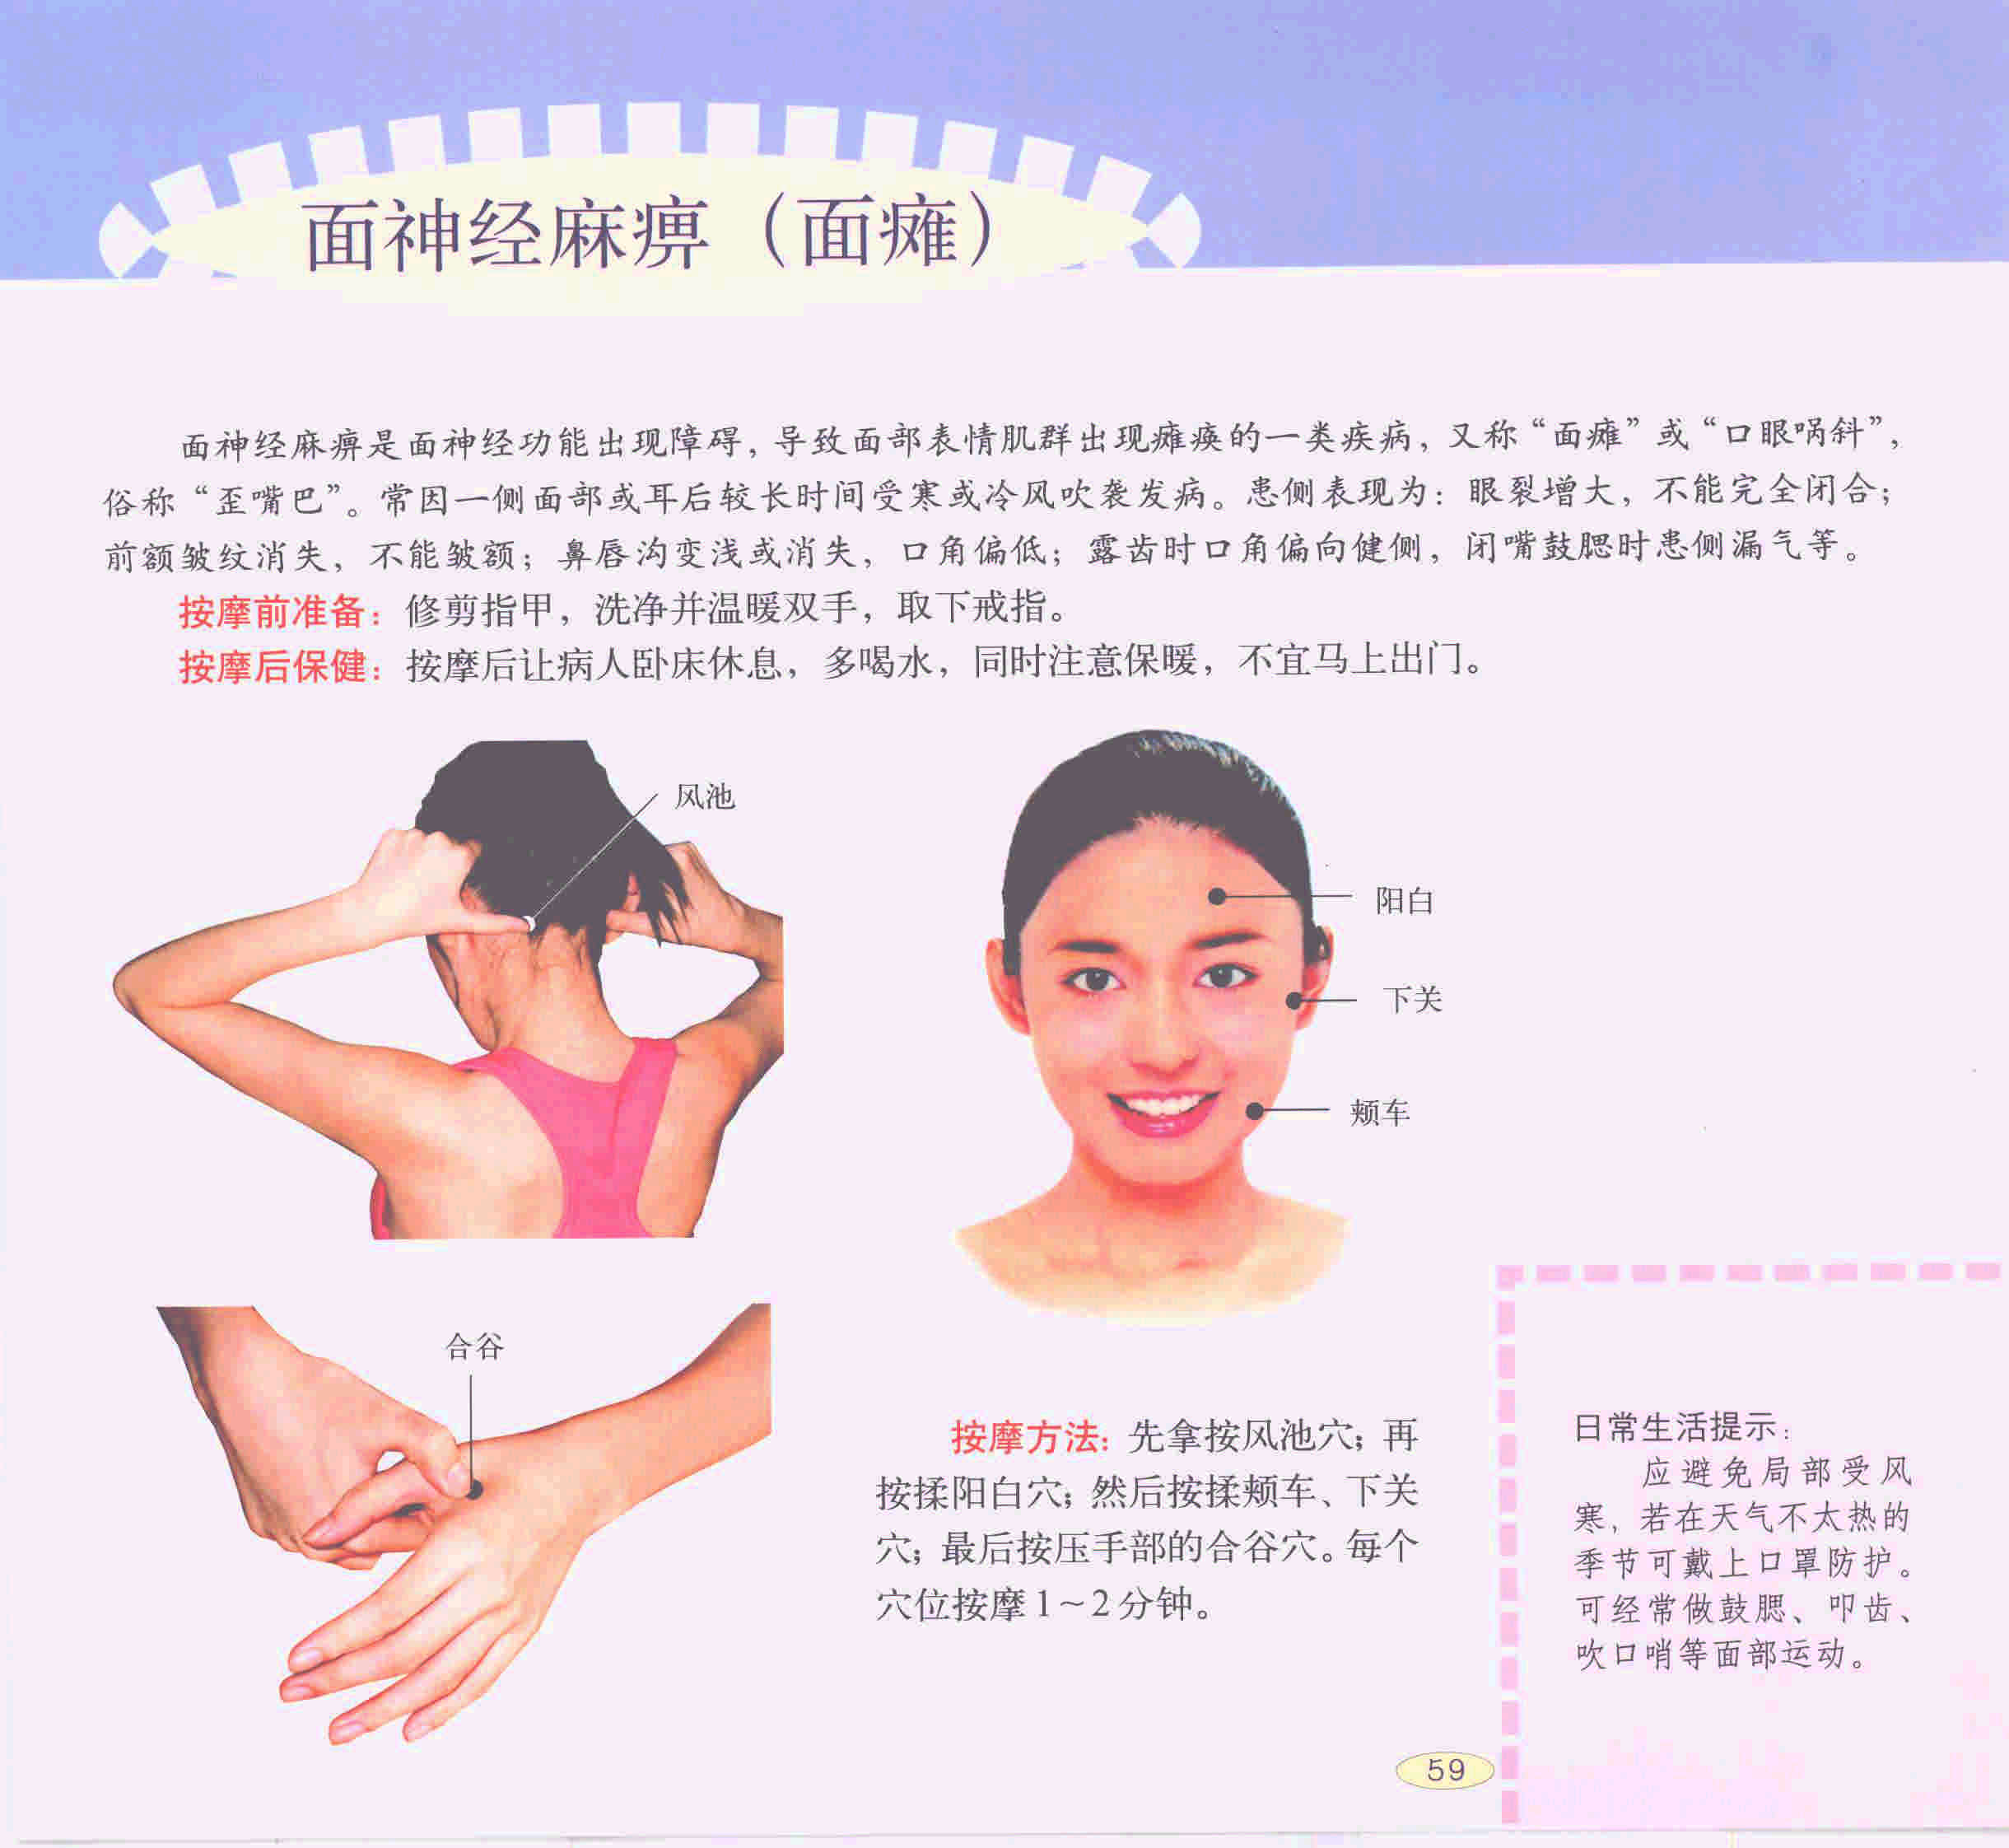 面神经麻痹（面瘫）
面神经麻痹是面神经功能出现障碍，导致面部表情肌群出现瘫痪的一类疾病，又称“面瘫”或“口眼㖞斜”，
俗称“歪嘴巴”。常因一侧面部或耳后较长时间受寒或冷风吹袭发病。患侧表现为：眼裂增大，不能完全闭合；
前额皱纹消失，不能皱额；鼻唇沟变浅或消失，口角偏低；露齿时口角偏向健侧，闭嘴鼓腮时患侧漏气等。
按摩前准备：修剪指甲，洗净并温暖双手，取下戒指。
按摩后保健：按摩后让病人卧床休息，多喝水，同时注意保暖，不宜马上出门。
风池
阳白
下关
颊车
合谷
按摩方法：先拿按风池穴；再
按揉阳白穴；然后按揉颊车、下关
穴；最后按压手部的合谷穴。每个
穴位按摩1～2分钟。
日常生活提示：
应避免局部受风
寒，若在天气不太热的
季节可戴上口罩防护。
可经常做鼓腮、叩齿、
吹口哨等面部运动。
59